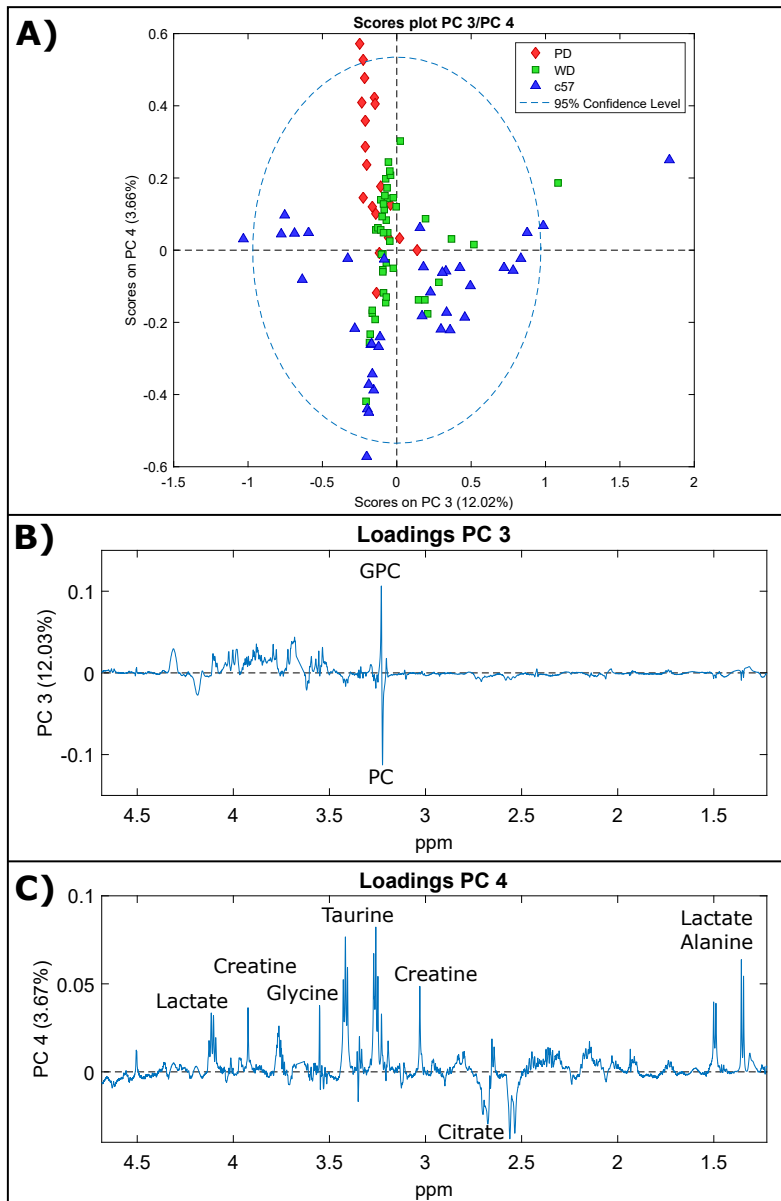 A)
Scores plot PC 3/PC 4
PD
WD
c57
95% Confidence Level
0.6
0.4
0.2
0
-0.2
-0.4
-0.6
Scores on PC 4 (3.66%)
-1.5 -1 -0.5 0 0.5 1 1.5 2
Scores on PC 3 (12.02%)
B)
Loadings PC 3
GPC
0.1
0
-0.1
PC 3 (12.03%)
PC
4.5 4 3.5 3 2.5 2 1.5
ppm
C)
Loadings PC 4
0.1
0.05
0
PC 4 (3.67%)
Taurine
Lactate
Alanine
Creatine
Creatine
Glycine
Lactate
Citrate
4.5 4 3.5 3 2.5 2 1.5
ppm